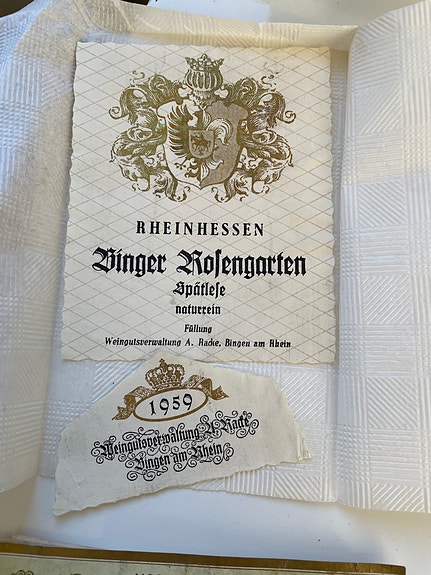 RHEINHESSEN
Binger Rosengarten
Spätlese
naturrein
Füllung
Weingutsverwaltung A. Racke, Bingen am Rhein
1959
Weingutsverwaltung A. Racke
Bingen am Rhein